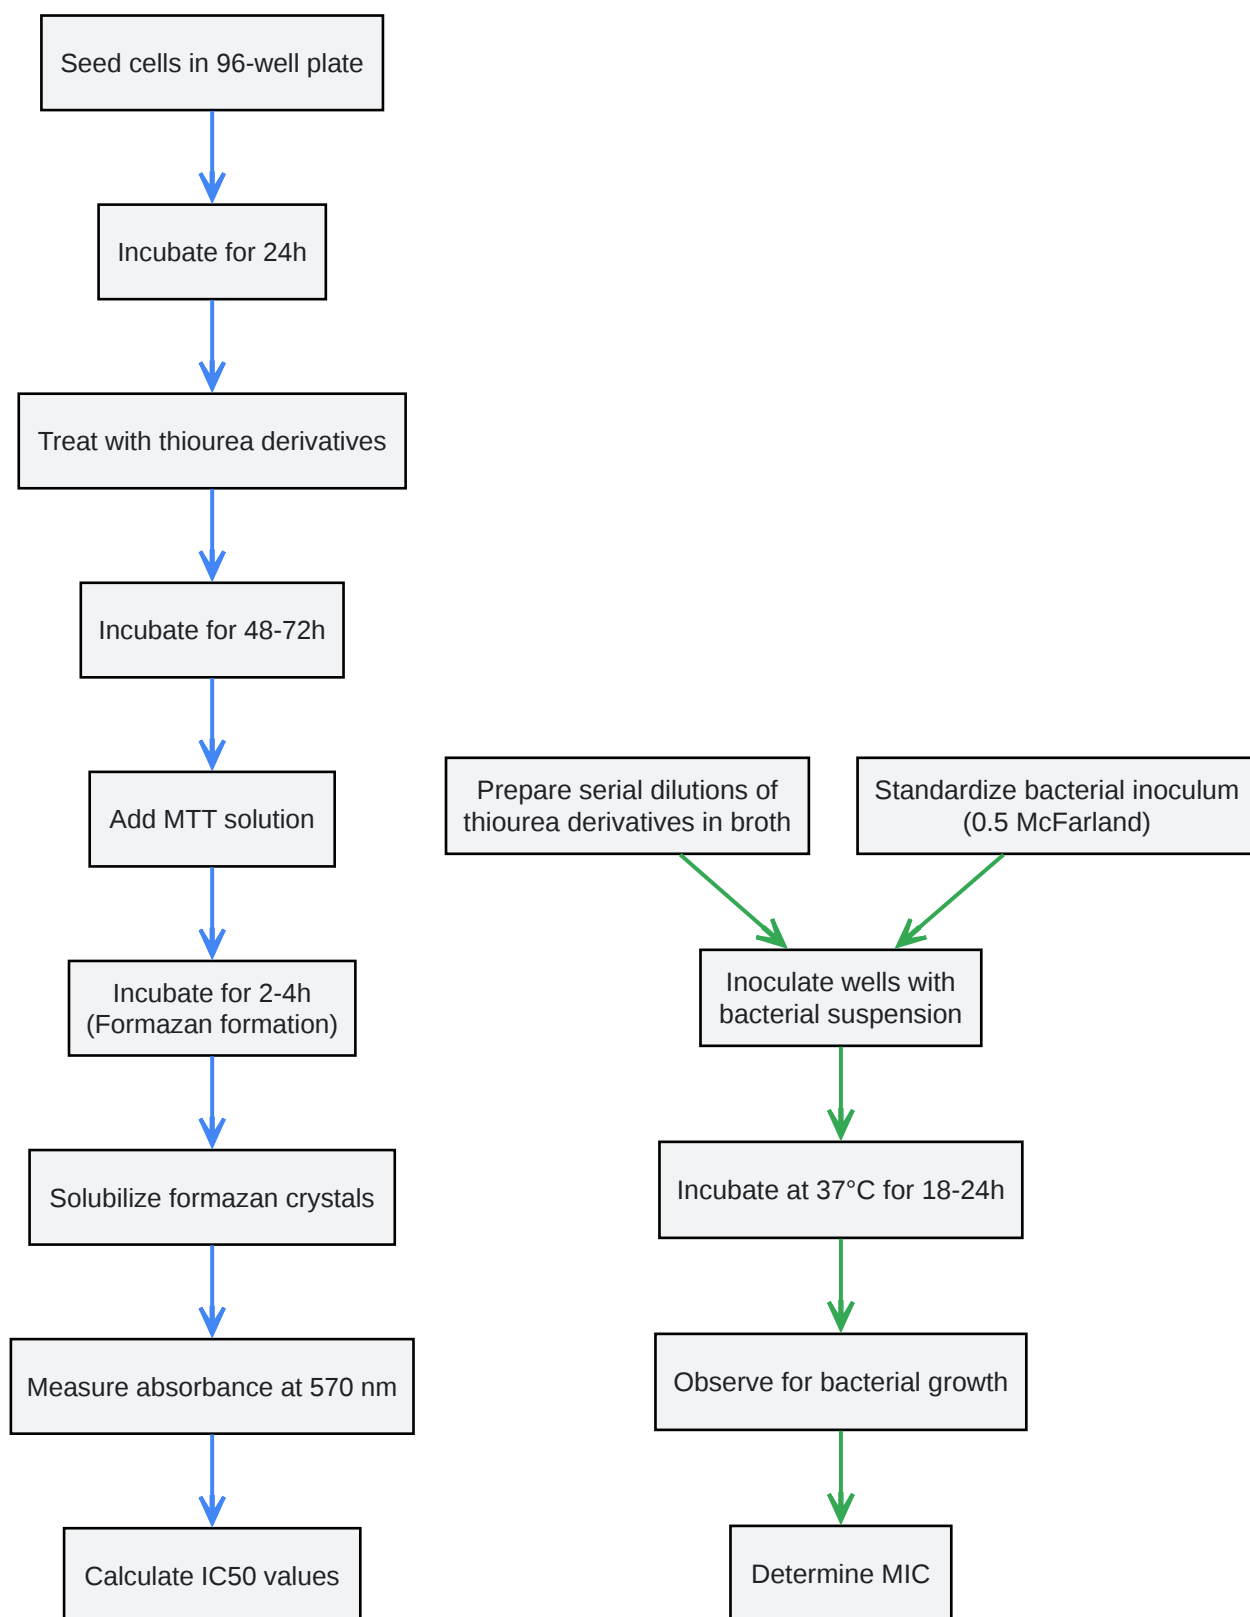 Seed cells in 96-well plate
Incubate for 24h
Treat with thiourea derivatives
Incubate for 48-72h
Add MTT solution
Incubate for 2-4h
(Formazan formation)
Solubilize formazan crystals
Measure absorbance at 570 nm
Calculate IC50 values
Prepare serial dilutions of
thiourea derivatives in broth
Standardize bacterial inoculum
(0.5 McFarland)
Inoculate wells with
bacterial suspension
Incubate at 37°C for 18-24h
Observe for bacterial growth
Determine MIC